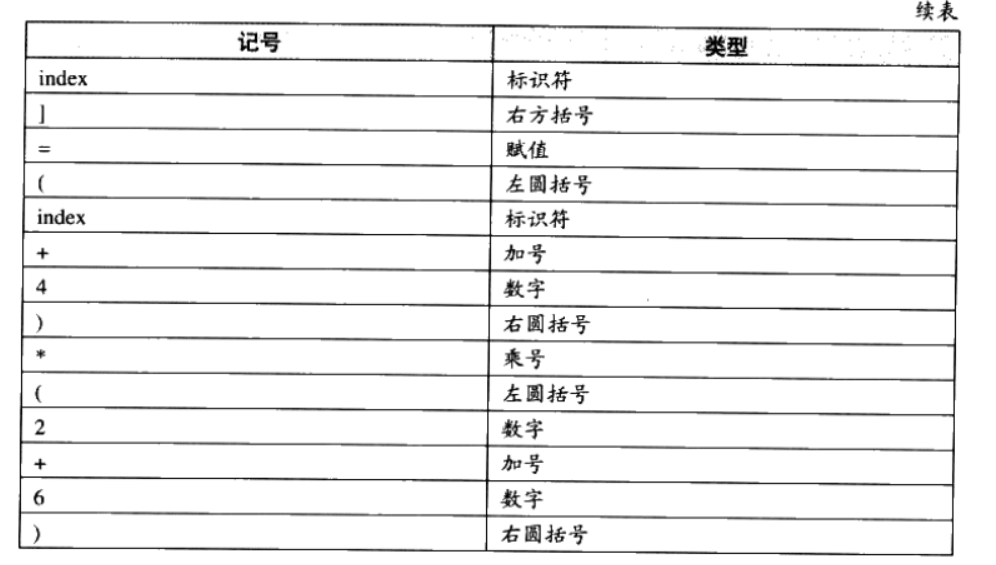 续表
记号 类型
index 标识符
] 右方括号
= 赋值
( 左圆括号
index 标识符
+ 加号
4 数字
) 右圆括号
* 乘号
( 左圆括号
2 数字
+ 加号
6 数字
) 右圆括号